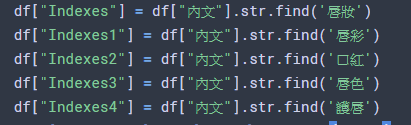 df["Indexes"] = df["內文"].str.find('唇妝')
df["Indexes1"] = df["內文"].str.find('唇彩')
df["Indexes2"] = df["內文"].str.find('口紅')
df["Indexes3"] = df["內文"].str.find('唇色')
df["Indexes4"] = df["內文"].str.find('護唇')